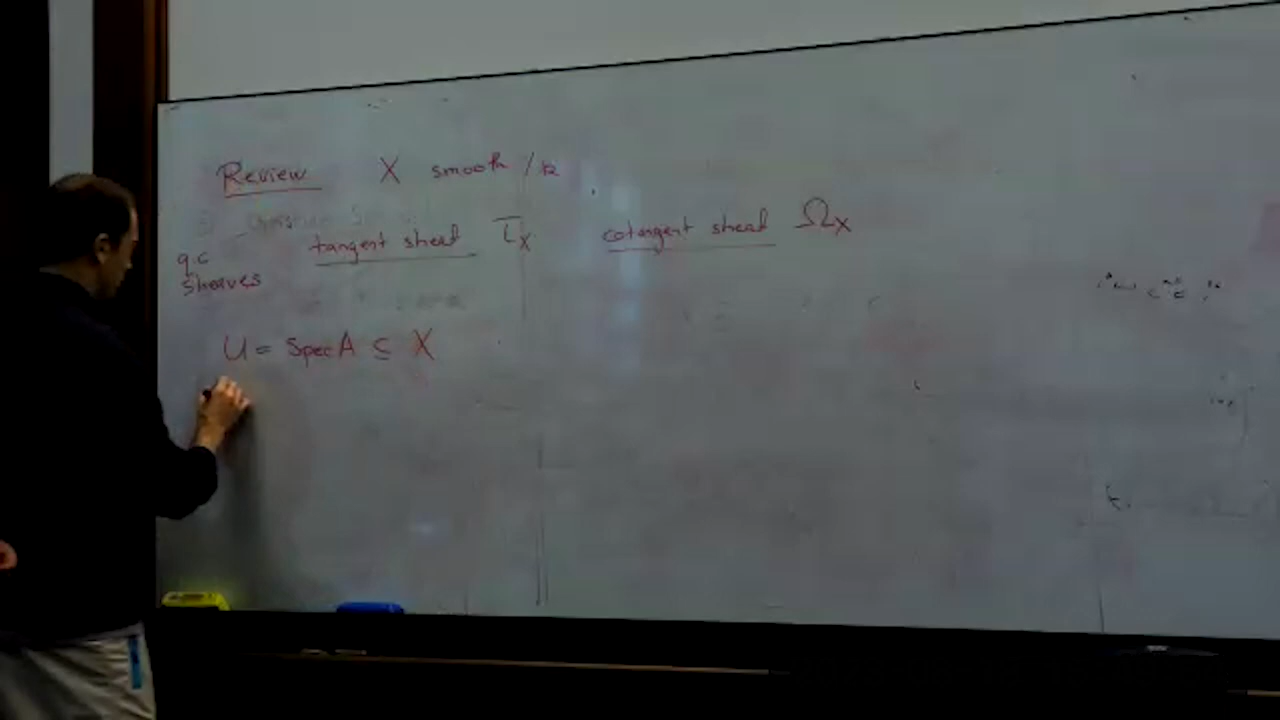 Review X smooth / k
tangent sheaf T_X cotangent sheaf Ω_X
q.c
sheaves
U = Spec A ⊆ X